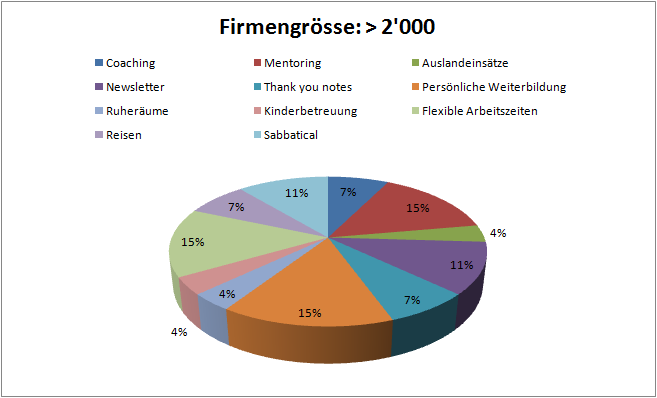 Firmengrösse: > 2'000
Coaching Mentoring Auslandeinsätze
Newsletter Thank you notes Persönliche Weiterbildung
Ruheräume Kinderbetreuung Flexible Arbeitszeiten
Reisen Sabbatical
11% 7%
7% 15%
4%
15%
11%
4% 7%
15%
4%